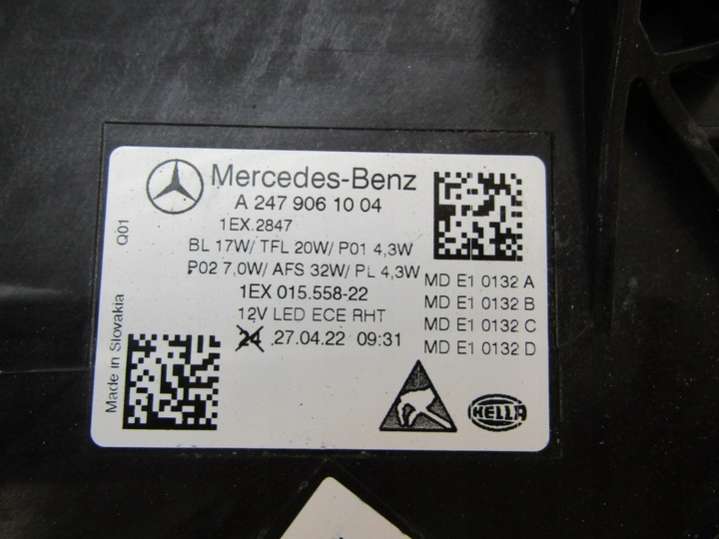 Mercedes-Benz
A 247 906 10 04
1EX.2847
BL 17W/ TFL 20W/ P01 4,3W
P02 7,0W/ AFS 32W/ PL 4,3W
1EX 015.558-22
12V LED ECE RHT
24 27.04.22 09:31
MD E1 0132 A
MD E1 0132 B
MD E1 0132 C
MD E1 0132 D
Q01
Made in Slovakia
HELLA